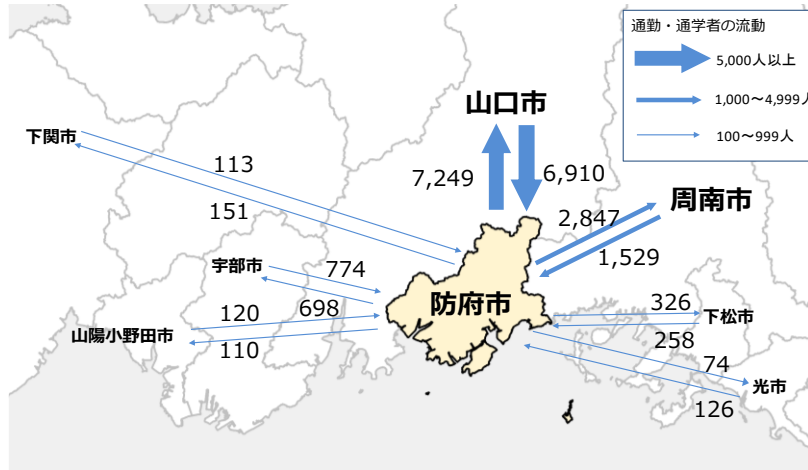 通勤・通学者の流動
5,000人以上
1,000～4,999人
100～999人
山口市
下関市
113
7,249
6,910
周南市
151
2,847
1,529
宇部市
774
防府市
120
698
326
山陽小野田市
下松市
110
258
74
光市
126